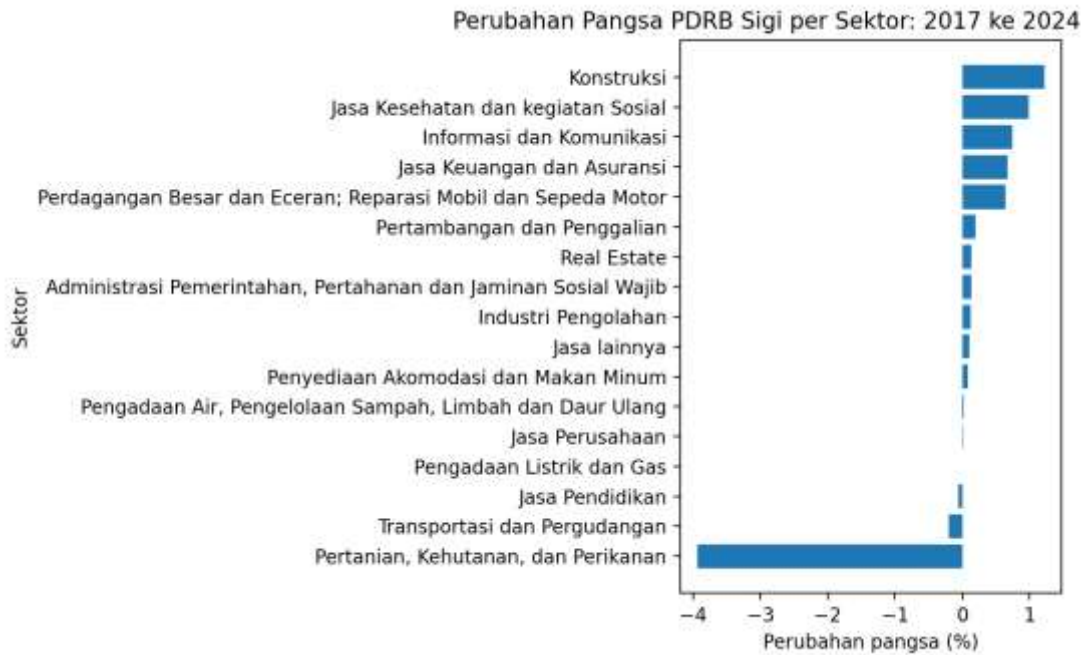 Perubahan Pangsa PDRB Sigi per Sektor: 2017 ke 2024
Konstruksi
Jasa Kesehatan dan kegiatan Sosial
Informasi dan Komunikasi
Jasa Keuangan dan Asuransi
Perdagangan Besar dan Eceran; Reparasi Mobil dan Sepeda Motor
Pertambangan dan Penggalian
Real Estate
Administrasi Pemerintahan, Pertahanan dan Jaminan Sosial Wajib
Industri Pengolahan
Jasa lainnya
Penyediaan Akomodasi dan Makan Minum
Pengadaan Air, Pengelolaan Sampah, Limbah dan Daur Ulang
Jasa Perusahaan
Pengadaan Listrik dan Gas
Jasa Pendidikan
Transportasi dan Pergudangan
Pertanian, Kehutanan, dan Perikanan
Sektor
−4 −3 −2 −1 0 1
Perubahan pangsa (%)